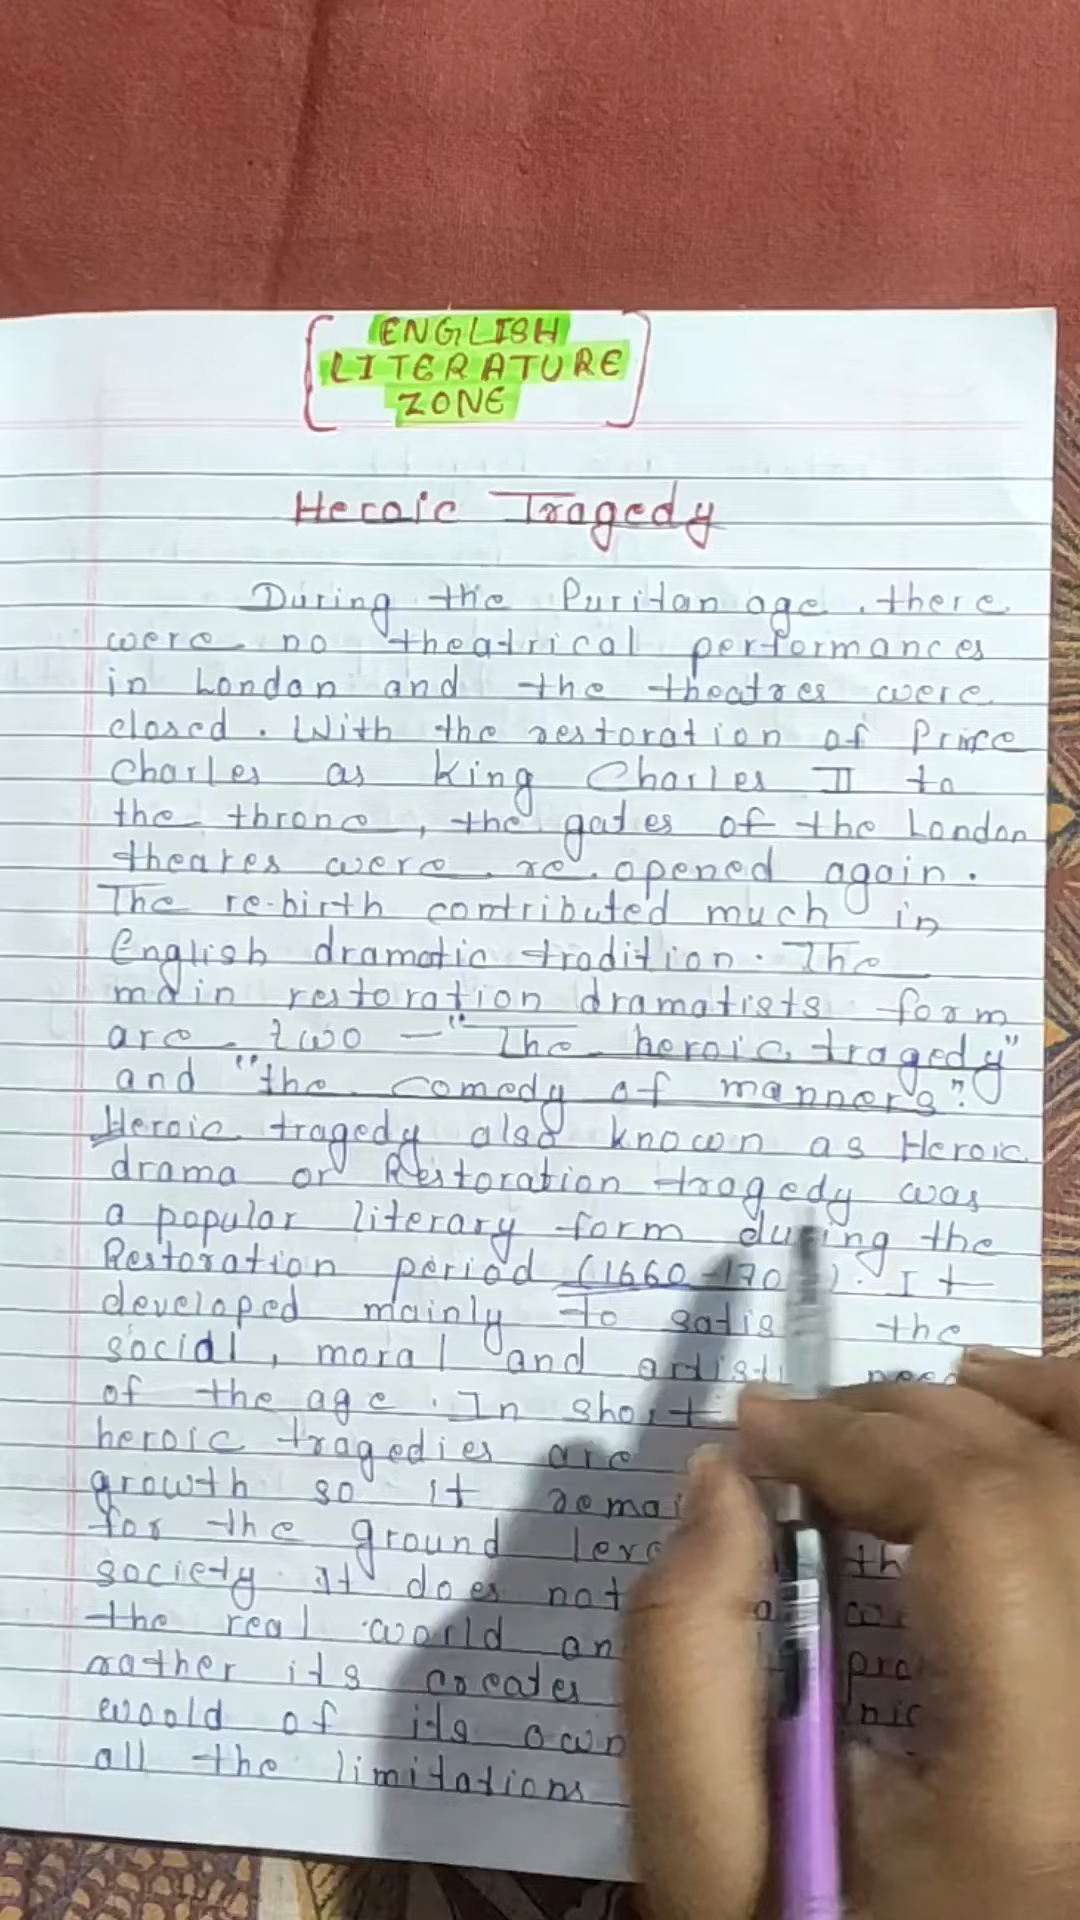 ENGLISH
LITERATURE
ZONE
Heroic Tragedy
During the Puritan age, there
were no theatrical performances
in London and the theatres were
closed. With the restoration of Prince
Charles as King Charles II to
the throne, the gates of the London
theares were re.opened again.
The re-birth contributed much in
English dramatic tradition. The
main restoration dramatists form
are two - "The heroic tragedy"
and "the comedy of manners".
Heroic tragedy also known as Heroic
drama or Restoration tragedy was
a popular literary form during the
Restoration period (1660-170). It
developed mainly to the
social, moral and
of the age. In short
heroic tragedies are
growth so it
for the ground
society. It does not
the real world
rather its creates
woold of its own
all the limitations